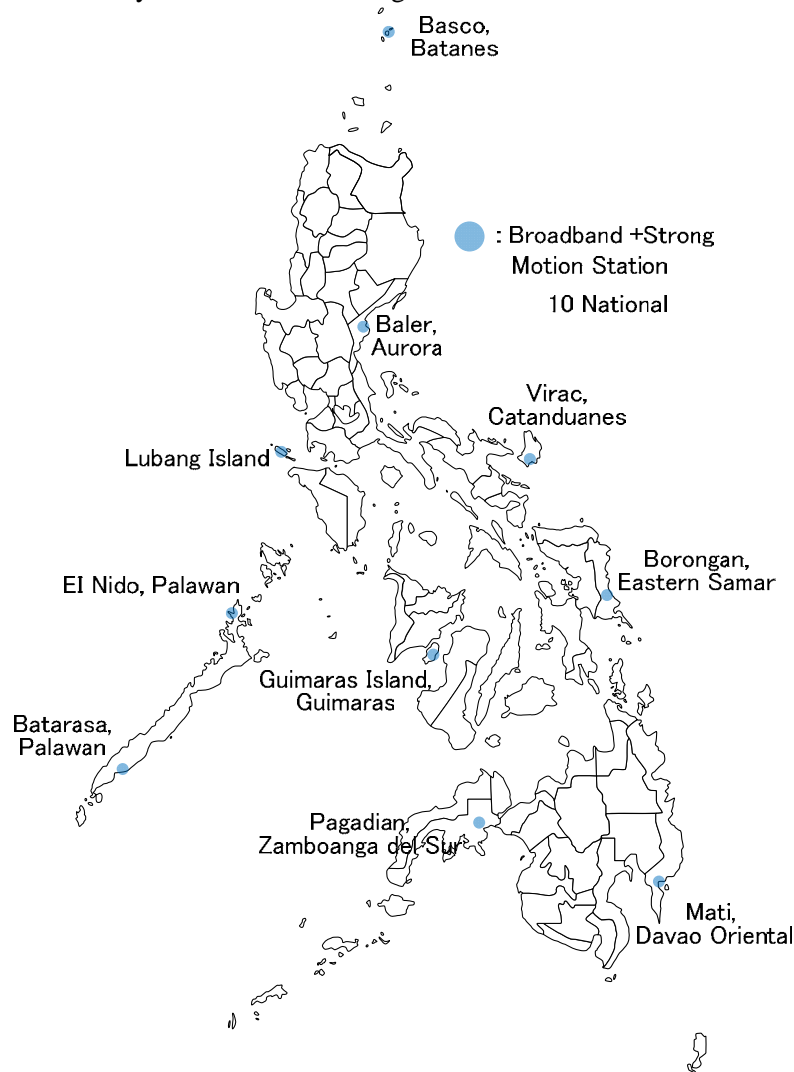 Basco,
Batanes
: Broadband +Strong
Motion Station
10 National
Baler,
Aurora
Virac,
Catanduanes
Lubang Island
Borongan,
Eastern Samar
EI Nido, Palawan
Guimaras Island,
Guimaras
Batarasa,
Palawan
Pagadian,
Zamboanga del Sur
Mati,
Davao Oriental